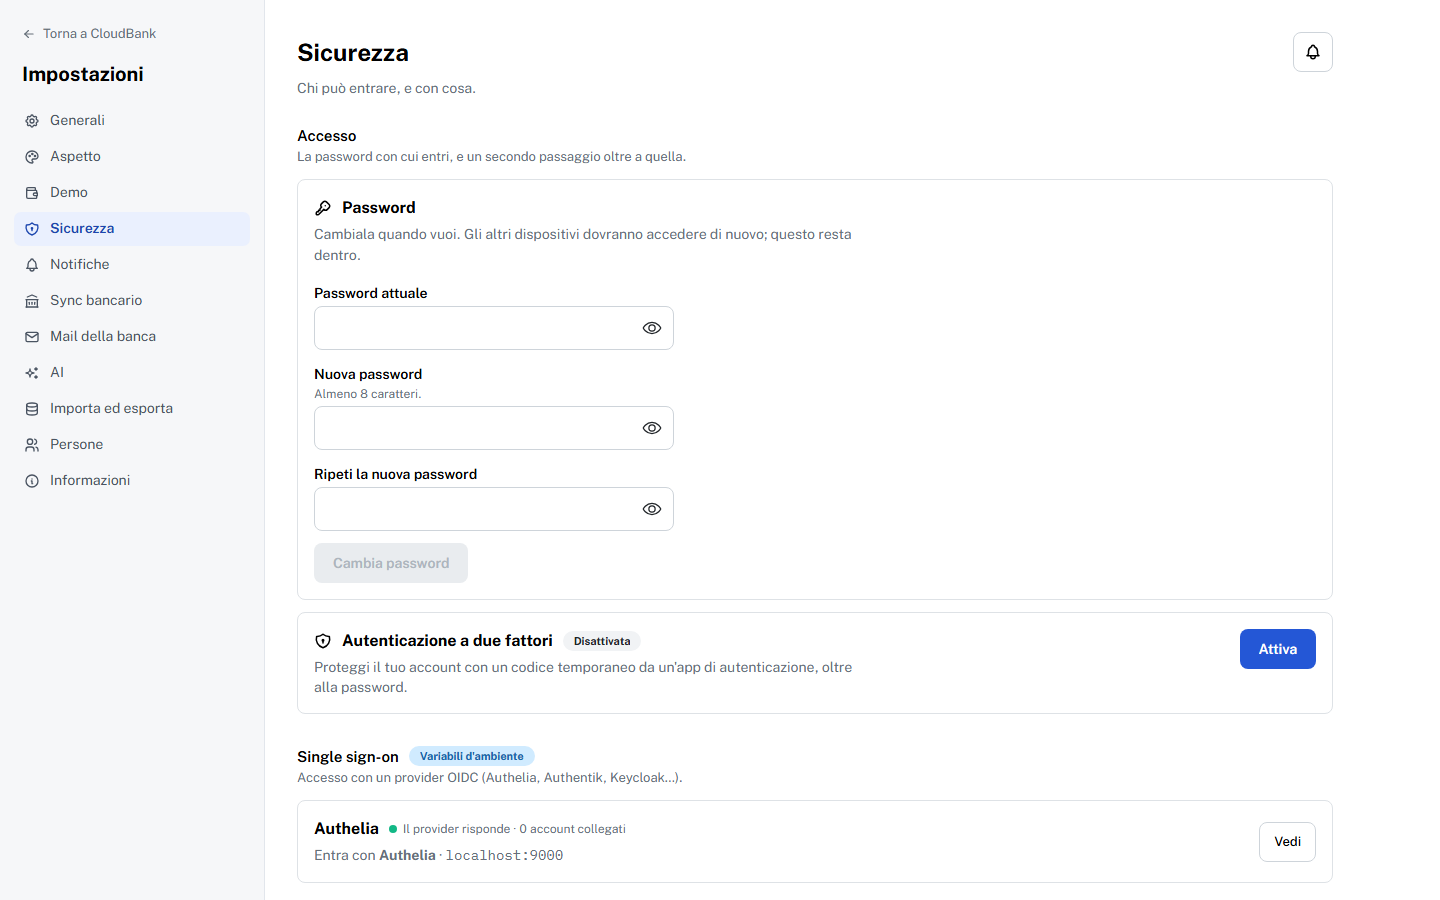 Torna a CloudBank
Impostazioni
Generali
Aspetto
Demo
Sicurezza
Notifiche
Sync bancario
Mail della banca
AI
Importa ed esporta
Persone
Informazioni
Sicurezza
Chi può entrare, e con cosa.
Accesso
La password con cui entri, e un secondo passaggio oltre a quella.
Password
Cambiala quando vuoi. Gli altri dispositivi dovranno accedere di nuovo; questo resta
dentro.
Password attuale
Nuova password
Almeno 8 caratteri.
Ripeti la nuova password
Cambia password
Autenticazione a due fattori Disattivata
Proteggi il tuo account con un codice temporaneo da un'app di autenticazione, oltre
alla password.
Attiva
Single sign-on Variabili d'ambiente
Accesso con un provider OIDC (Authelia, Authentik, Keycloak…).
Authelia Il provider risponde · 0 account collegati
Entra con Authelia · localhost:9000
Vedi